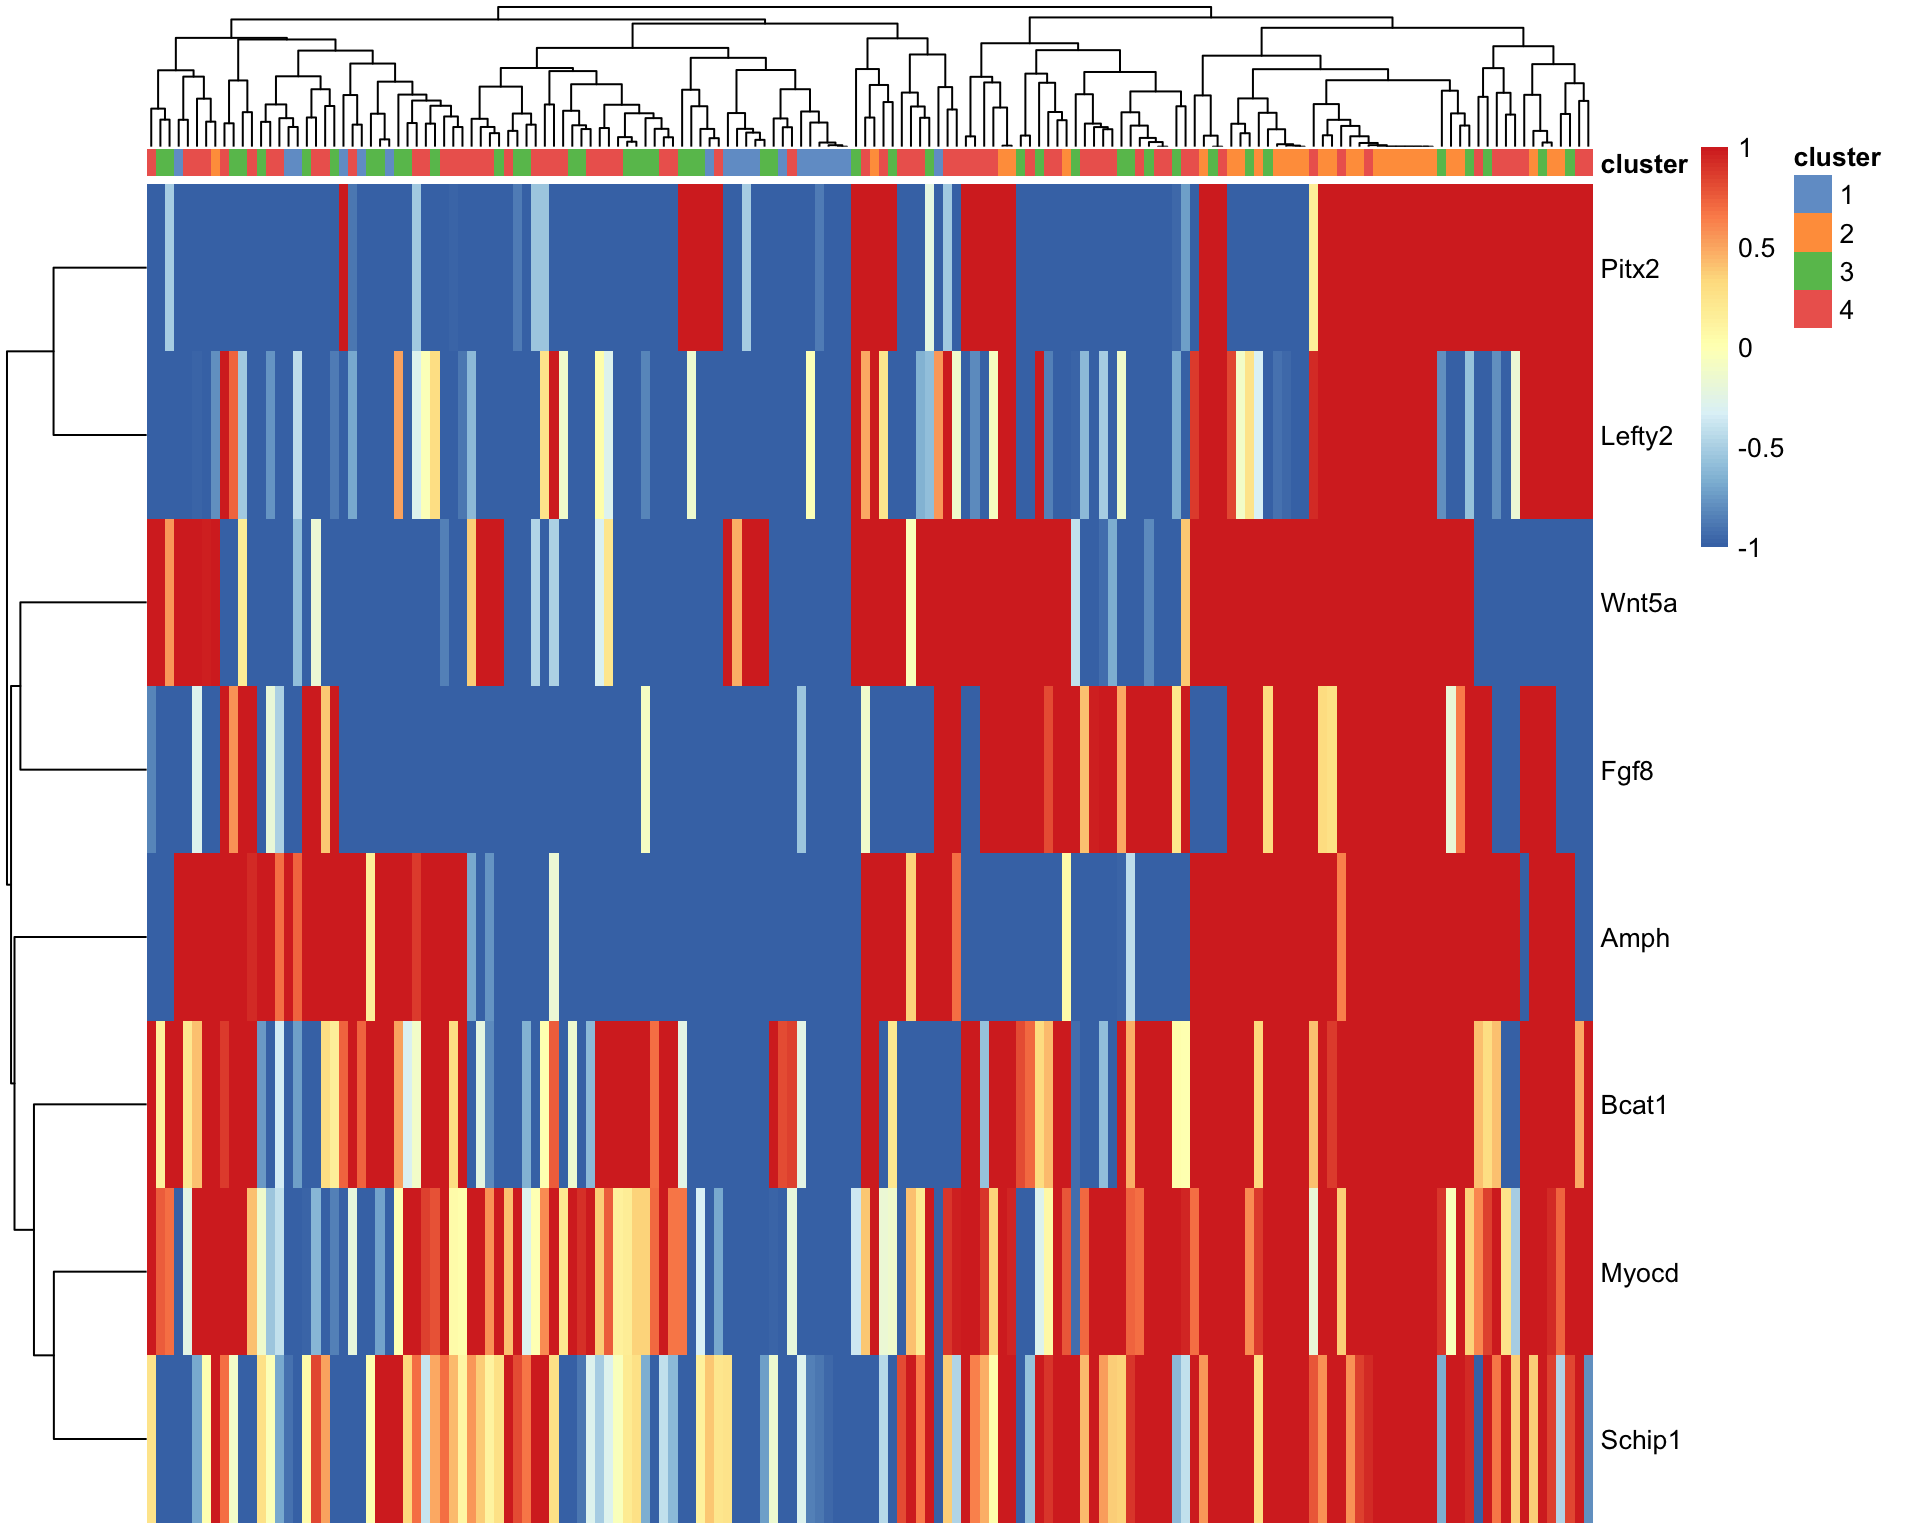 cluster
Pitx2
Lefty2
Wnt5a
Fgf8
Amph
Bcat1
Myocd
Schip1
1
0.5
0
-0.5
-1
cluster
1
2
3
4